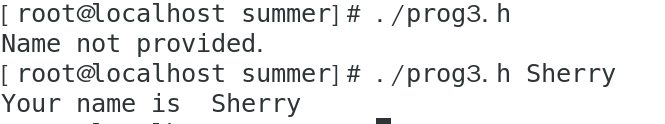 [root@localhost summer]# ./prog3.h
Name not provided.
[root@localhost summer]# ./prog3.h Sherry
Your name is  Sherry